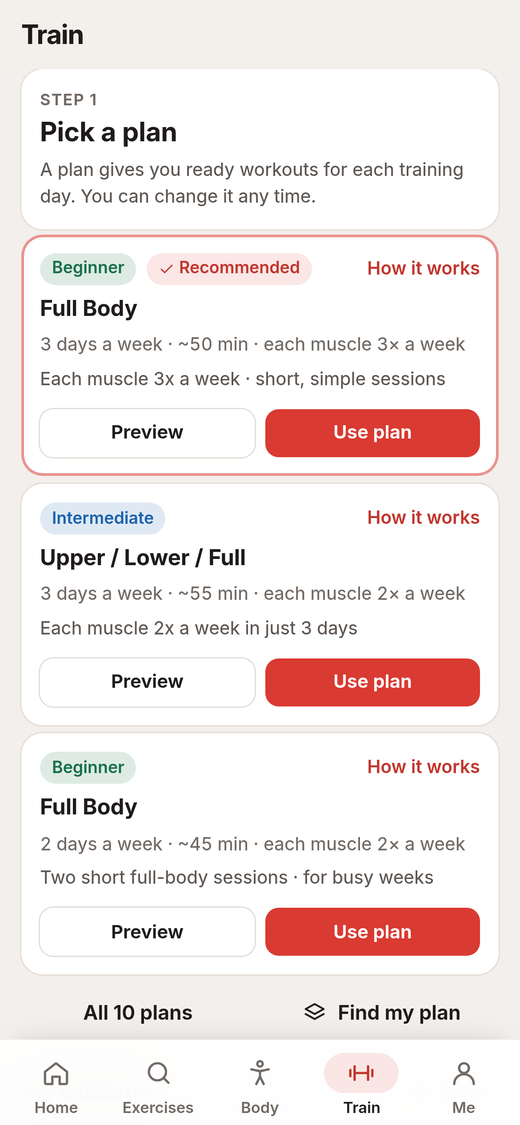 Train
STEP 1
Pick a plan
A plan gives you ready workouts for each training
day. You can change it any time.
Beginner
Recommended
How it works
Full Body
3 days a week · ~50 min · each muscle 3× a week
Each muscle 3x a week · short, simple sessions
Preview
Use plan
Intermediate
How it works
Upper / Lower / Full
3 days a week · ~55 min · each muscle 2× a week
Each muscle 2x a week in just 3 days
Preview
Use plan
Beginner
How it works
Full Body
2 days a week · ~45 min · each muscle 2× a week
Two short full-body sessions · for busy weeks
Preview
Use plan
All 10 plans
Find my plan
Home
Exercises
Body
Train
Me